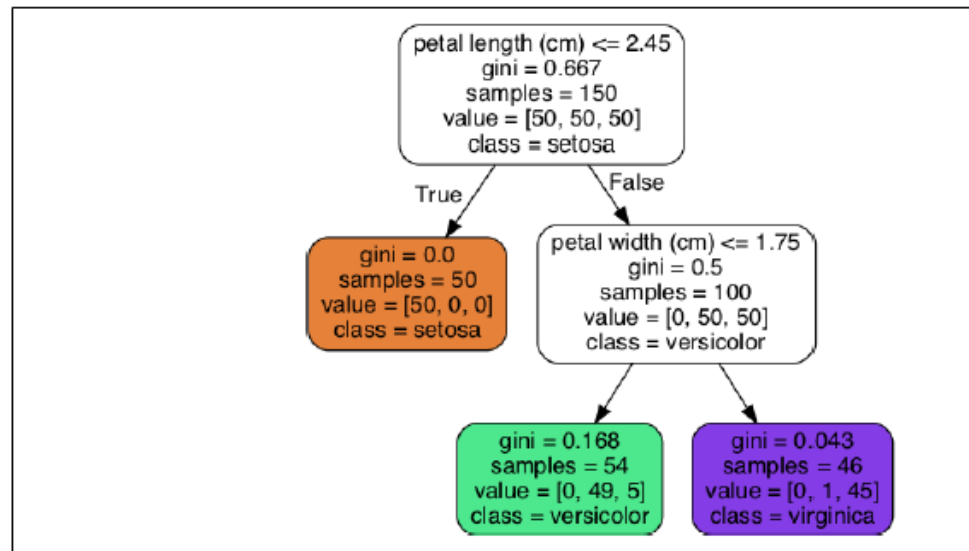 petal length (cm) <= 2.45
gini = 0.667
samples = 150
value = [50, 50, 50]
class = setosa
True
False
gini = 0.0
samples = 50
value = [50, 0, 0]
class = setosa
petal width (cm) <= 1.75
gini = 0.5
samples = 100
value = [0, 50, 50]
class = versicolor
gini = 0.168
samples = 54
value = [0, 49, 5]
class = versicolor
gini = 0.043
samples = 46
value = [0, 1, 45]
class = virginica